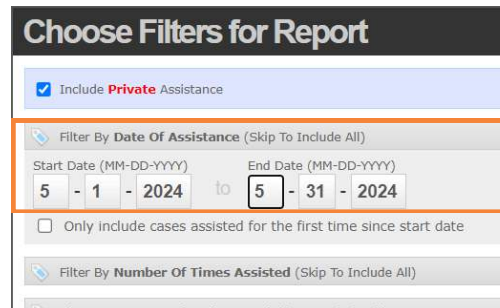 Choose Filters for Report
Include Private Assistance
Filter By Date Of Assistance (Skip To Include All)
Start Date (MM-DD-YYYY) End Date (MM-DD-YYYY)
5 - 1 - 2024 to 5 - 31 - 2024
Only include cases assisted for the first time since start date
Filter By Number Of Times Assisted (Skip To Include All)